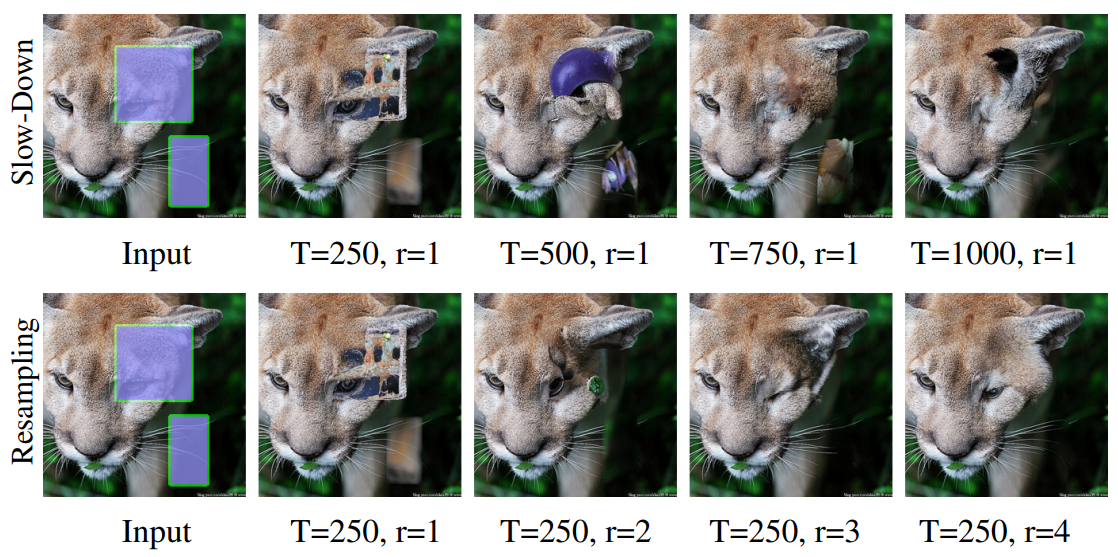 Slow-Down
Input
T=250, r=1
T=500, r=1
T=750, r=1
T=1000, r=1
Resampling
Input
T=250, r=1
T=250, r=2
T=250, r=3
T=250, r=4